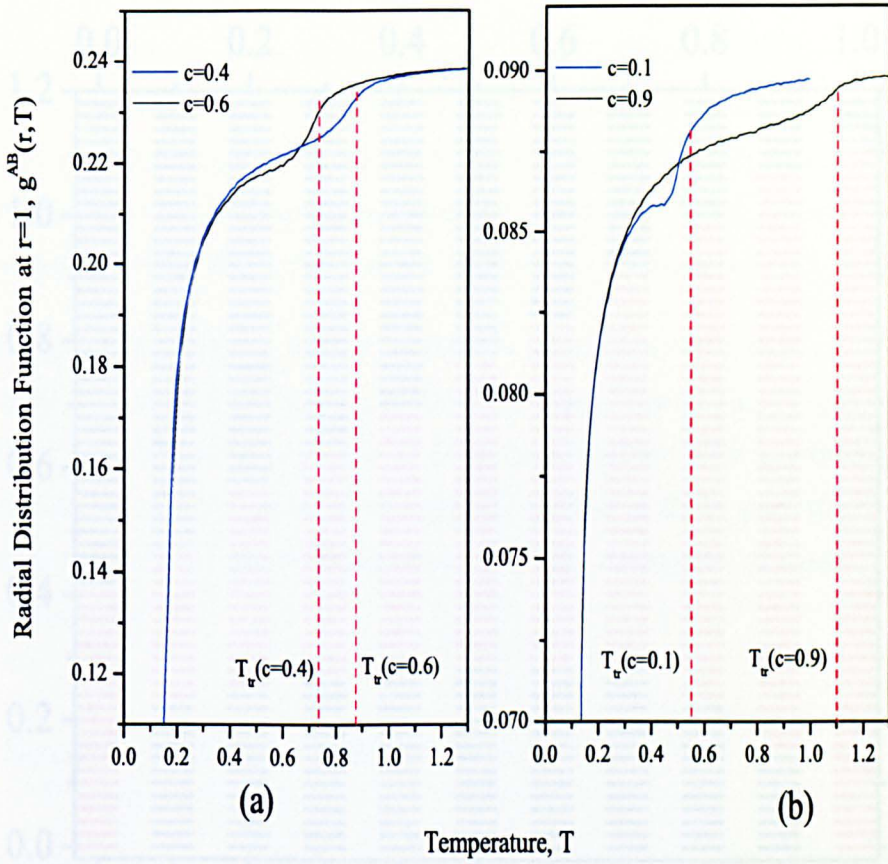 Radial Distribution Function at r=1, g^AB(r,T)
0.24
0.22
0.20
0.18
0.16
0.14
0.12
c=0.4
c=0.6
T_tr(c=0.4)
T_tr(c=0.6)
0.0 0.2 0.4 0.6 0.8 1.0 1.2
(a)
0.090
0.085
0.080
0.075
0.070
c=0.1
c=0.9
T_tr(c=0.1)
T_tr(c=0.9)
0.0 0.2 0.4 0.6 0.8 1.0 1.2
(b)
Temperature, T